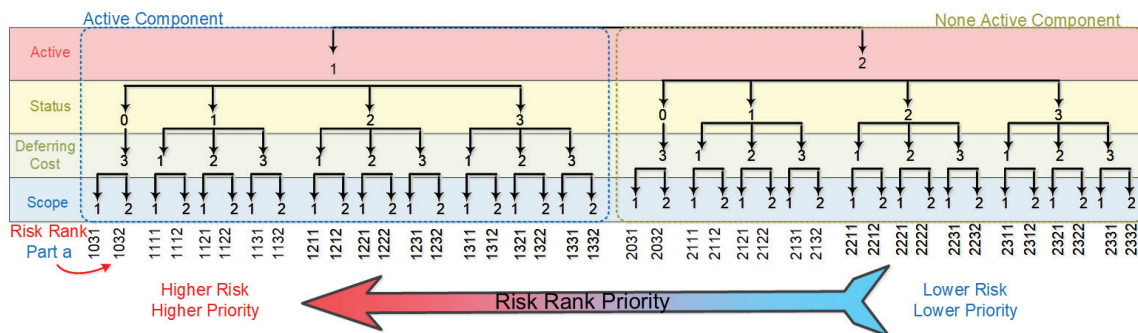 Active Component
None Active Component
Active
1
2
Status
0 1 2 3 0 1 2 3
Deferring
Cost
3 1 2 3 1 2 3 1 2 3 3 1 2 3 1 2 3 1 2 3
Scope
1 2 1 2 1 2 1 2 1 2 1 2 1 2 1 2 1 2 1 2 1 2 1 2 1 2 1 2 1 2 1 2 1 2 1 2 1 2 1 2
Risk Rank
Part a
1031 1032 1111 1112 1121 1122 1131 1132 1211 1212 1221 1222 1231 1232 1311 1312 1321 1322 1331 1332 2031 2032 2111 2112 2121 2122 2131 2132 2211 2212 2221 2222 2231 2232 2311 2312 2321 2322 2331 2332
Higher Risk
Higher Priority
Risk Rank Priority
Lower Risk
Lower Priority